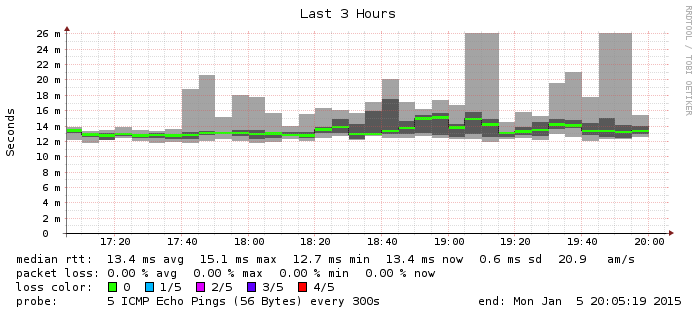 Last 3 Hours
RRDTOOL / TOBI OETIKER
Seconds
26 m
24 m
22 m
20 m
18 m
16 m
14 m
12 m
10 m
8 m
6 m
4 m
2 m
0
17:20 17:40 18:00 18:20 18:40 19:00 19:20 19:40 20:00
median rtt: 13.4 ms avg 15.1 ms max 12.7 ms min 13.4 ms now 0.6 ms sd 20.9 am/s
packet loss: 0.00 % avg 0.00 % max 0.00 % min 0.00 % now
loss color: 0 1/5 2/5 3/5 4/5
probe: 5 ICMP Echo Pings (56 Bytes) every 300s end: Mon Jan 5 20:05:19 2015